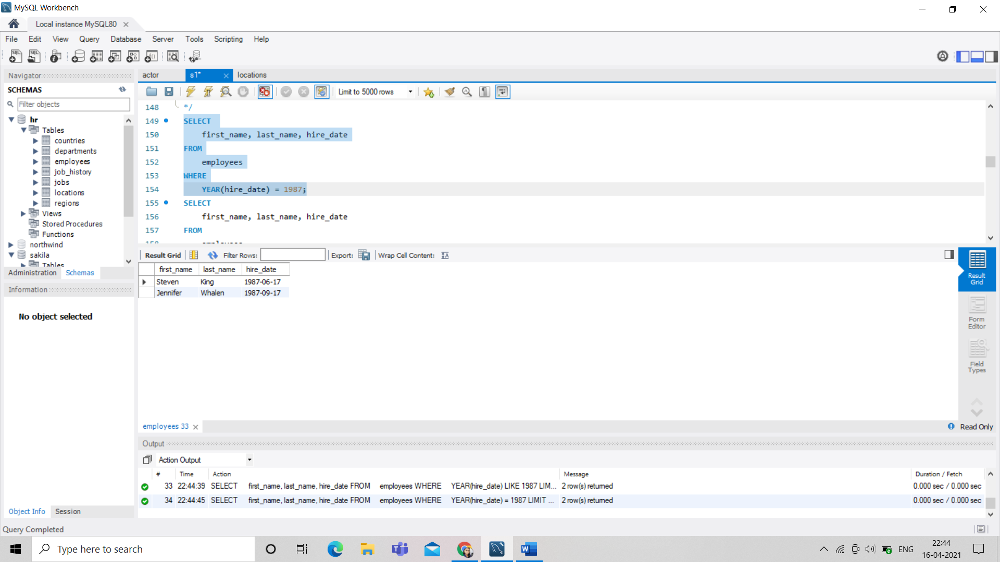 MySQL Workbench
Local instance MySQL80
File Edit View Query Database Server Tools Scripting Help
Navigator
SCHEMAS
Filter objects
hr
Tables
countries
departments
employees
job_history
jobs
locations
regions
Views
Stored Procedures
Functions
northwind
sakila
Tables
Administration Schemas
Information
No object selected
Object Info Session
actor s1* locations
Limit to 5000 rows
148 */
149 SELECT
150 first_name, last_name, hire_date
151 FROM
152 employees
153 WHERE
154 YEAR(hire_date) = 1987;
155 SELECT
156 first_name, last_name, hire_date
157 FROM
158 employees
Result Grid Filter Rows: Export: Wrap Cell Content:
first_name last_name hire_date
Steven King 1987-06-17
Jennifer Whalen 1987-09-17
Result
Grid
Form
Editor
Field
Types
employees 33
Read Only
Output
Action Output
# Time Action Message Duration / Fetch
33 22:44:39 SELECT first_name, last_name, hire_date FROM employees WHERE YEAR(hire_date) LIKE 1987 LIM... 2 row(s) returned 0.000 sec / 0.000 sec
34 22:44:45 SELECT first_name, last_name, hire_date FROM employees WHERE YEAR(hire_date) = 1987 LIMIT ... 2 row(s) returned 0.000 sec / 0.000 sec
Query Completed
Type here to search
ENG
22:44
16-04-2021